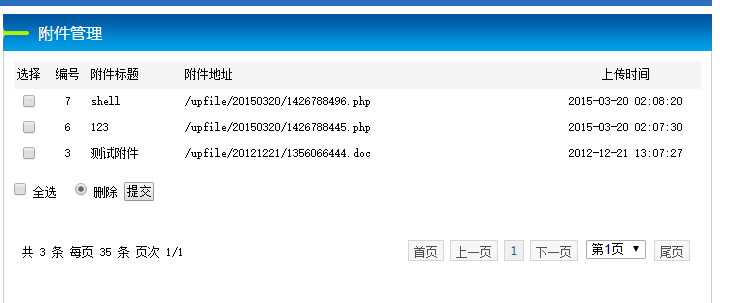 附件管理
选择 编号 附件标题 附件地址 上传时间
7 shell /upfile/20150320/1426788496.php 2015-03-20 02:08:20
6 123 /upfile/20150320/1426788445.php 2015-03-20 02:07:30
3 测试附件 /upfile/20121221/1356066444.doc 2012-12-21 13:07:27
全选 删除 提交
共 3 条 每页 35 条 页次 1/1 首页 上一页 1 下一页 第1页 尾页